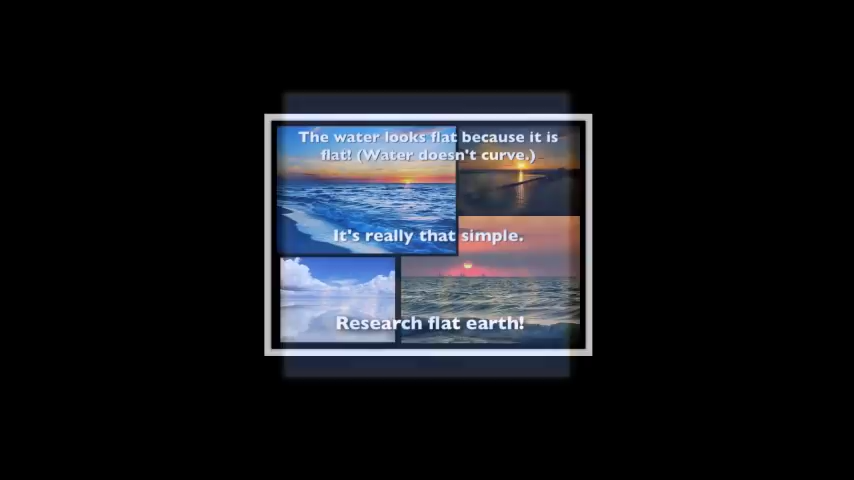 The water looks flat because it is
flat! (Water doesn't curve.)
It's really that simple.
Research flat earth!